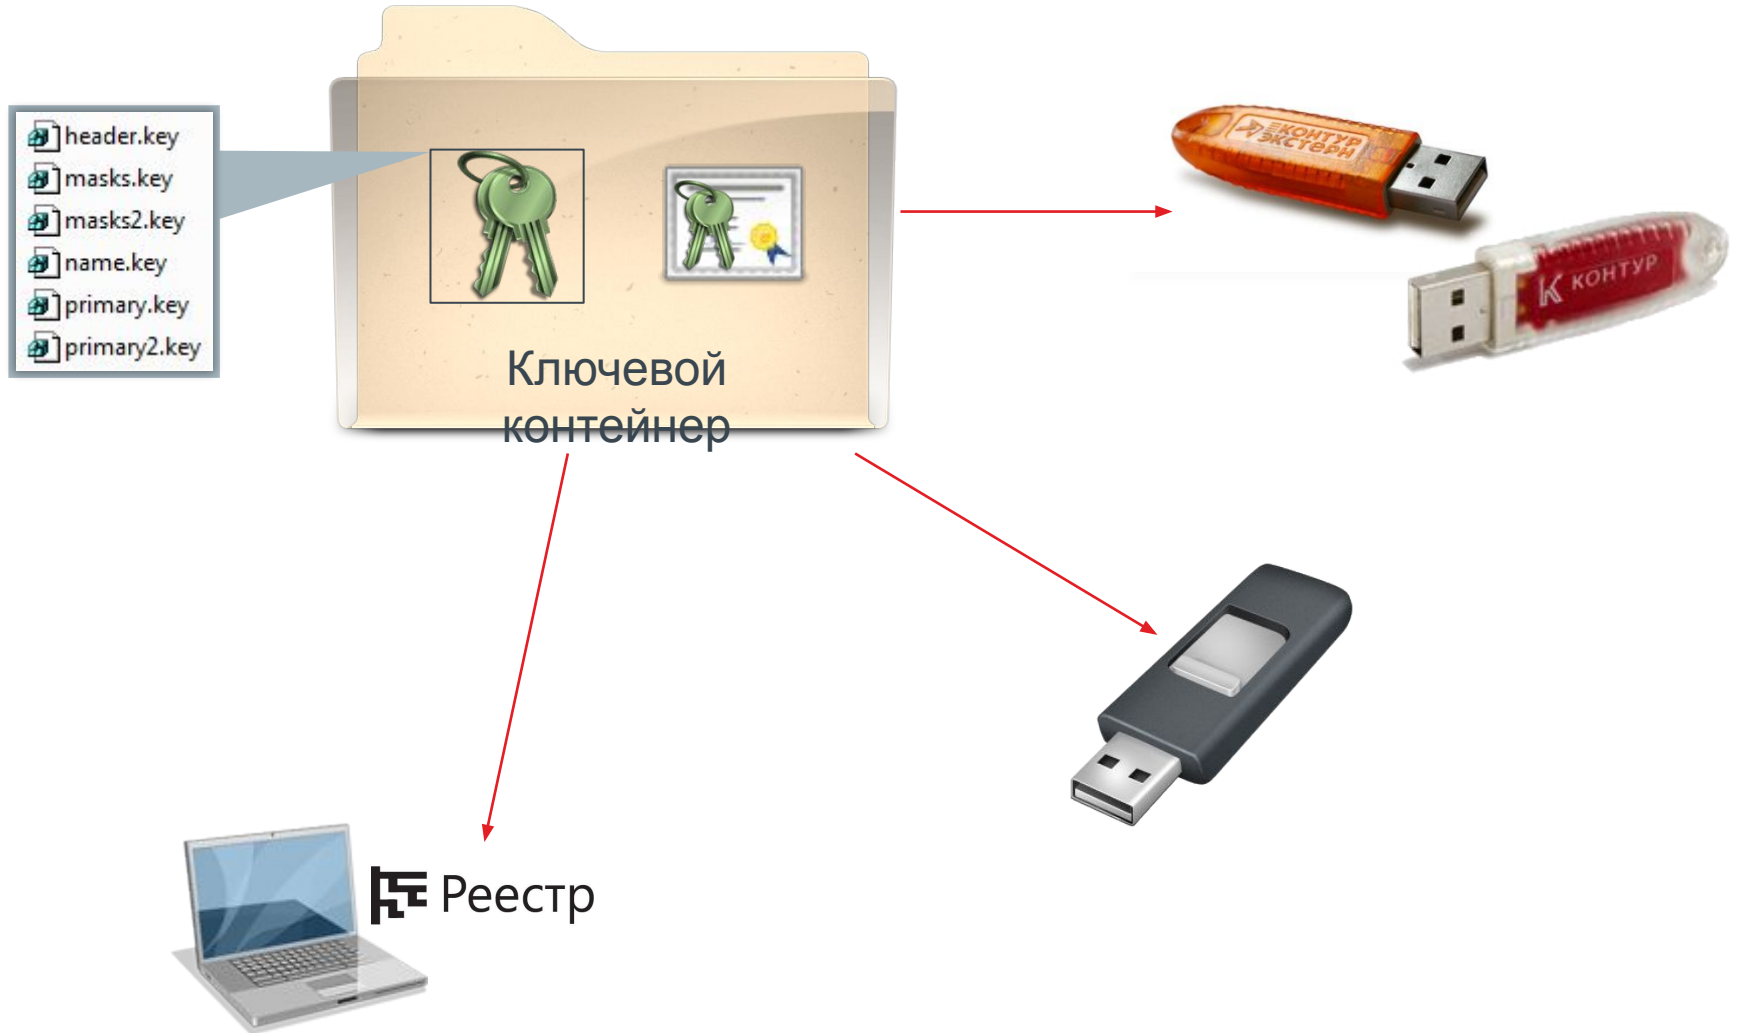 header.key
masks.key
masks2.key
name.key
primary.key
primary2.key
Ключевой
контейнер
КОНТУР
ЭКСТЕРН
К КОНТУР
Реестр